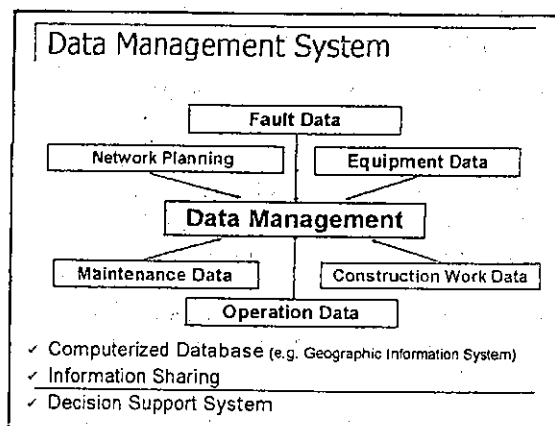 Data Management System
Fault Data
Network Planning
Equipment Data
Data Management
Maintenance Data
Construction Work Data
Operation Data
✓ Computerized Database (e.g. Geographic Information System)
✓ Information Sharing
✓ Decision Support System